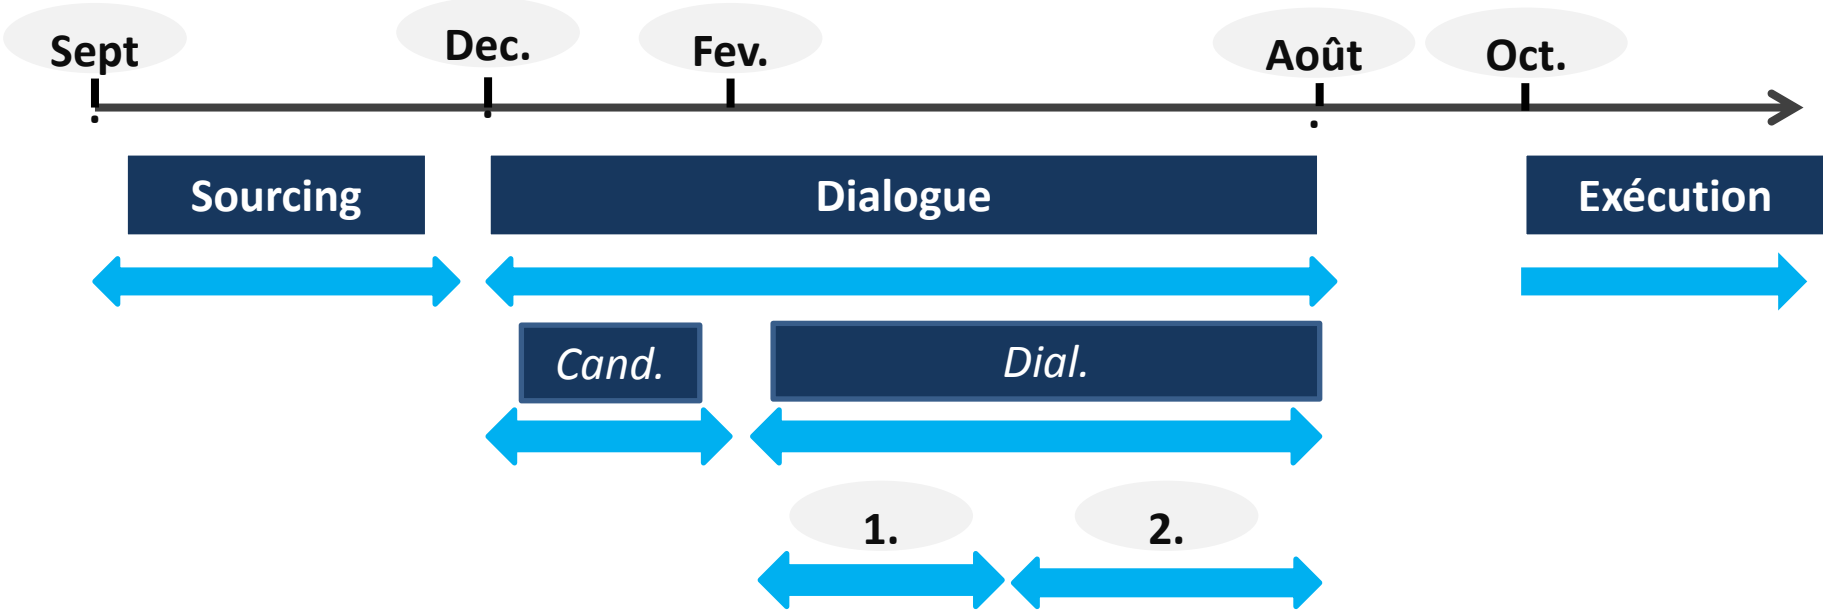 Sept Dec. Fev. Août Oct.
Sourcing Dialogue Exécution
Cand. Dial.
1. 2.